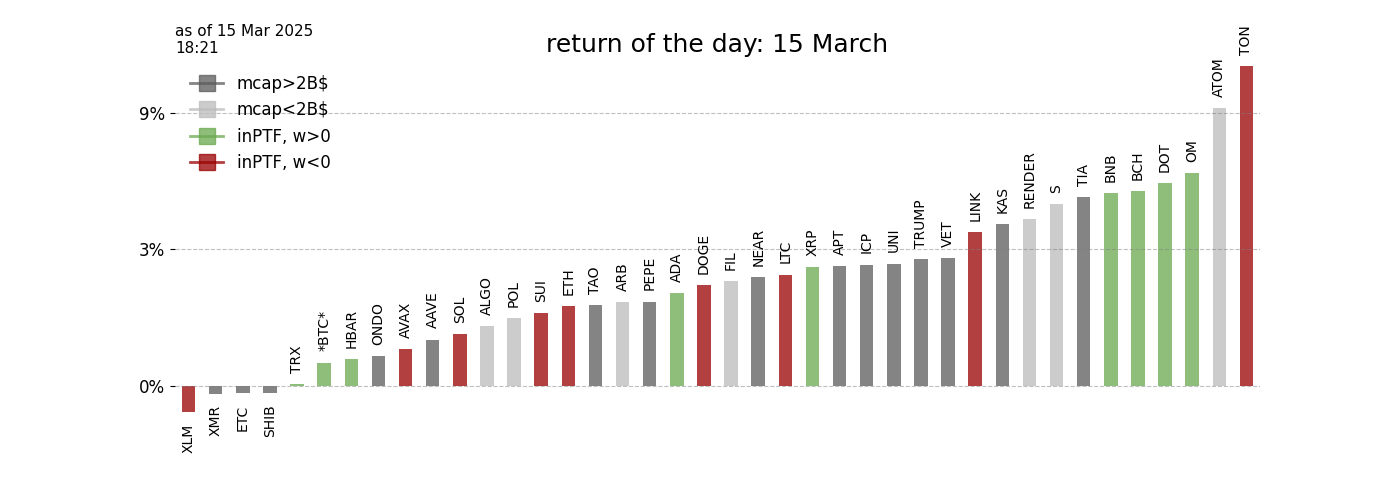 as of 15 Mar 2025
18:21
return of the day: 15 March
mcap>2B$
mcap<2B$
inPTF, w>0
inPTF, w<0
9%
3%
0%
XLM
XMR
ETC
SHIB
TRX
*BTC*
HBAR
ONDO
AVAX
AAVE
SOL
ALGO
POL
SUI
ETH
TAO
ARB
PEPE
ADA
DOGE
FIL
NEAR
LTC
XRP
APT
ICP
UNI
TRUMP
VET
LINK
KAS
RENDER
S
TIA
BNB
BCH
DOT
OM
ATOM
TON